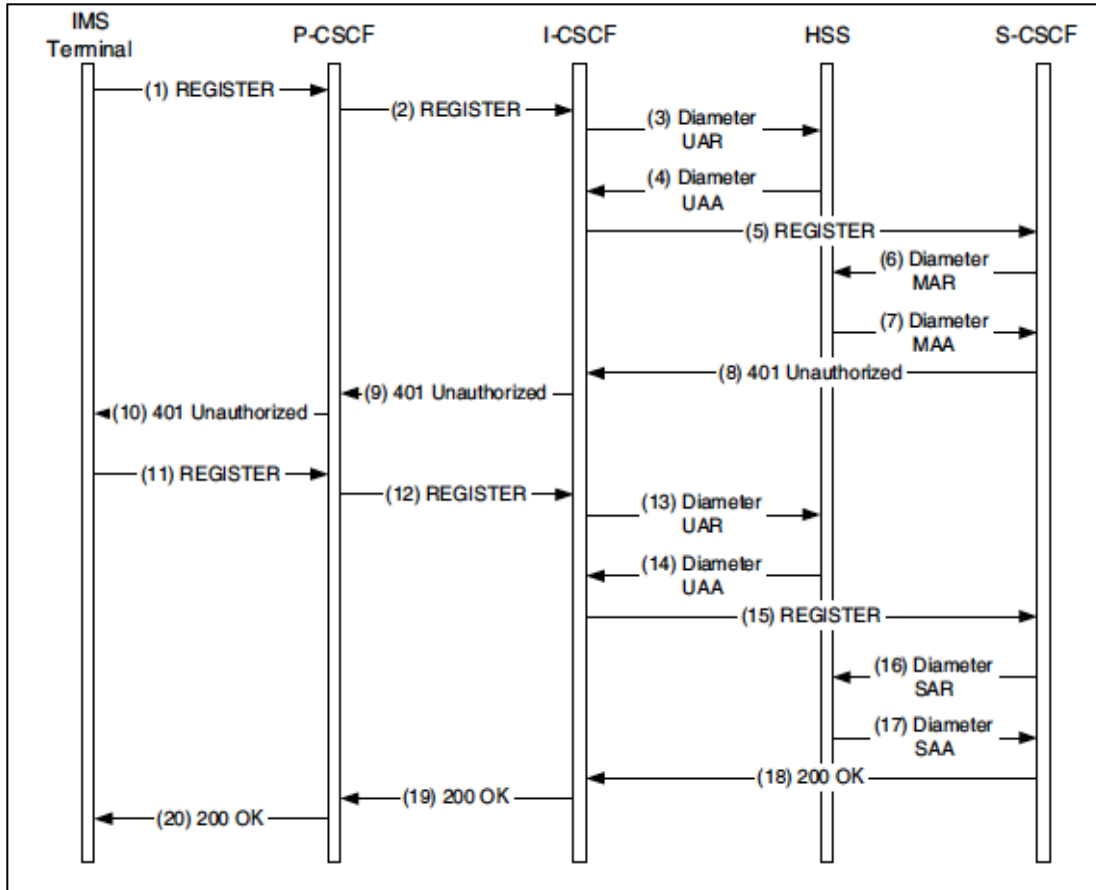 IMS
Terminal
P-CSCF
I-CSCF
HSS
S-CSCF
(1) REGISTER
(2) REGISTER
(3) Diameter
UAR
(4) Diameter
UAA
(5) REGISTER
(6) Diameter
MAR
(7) Diameter
MAA
(8) 401 Unauthorized
(9) 401 Unauthorized
(10) 401 Unauthorized
(11) REGISTER
(12) REGISTER
(13) Diameter
UAR
(14) Diameter
UAA
(15) REGISTER
(16) Diameter
SAR
(17) Diameter
SAA
(18) 200 OK
(19) 200 OK
(20) 200 OK